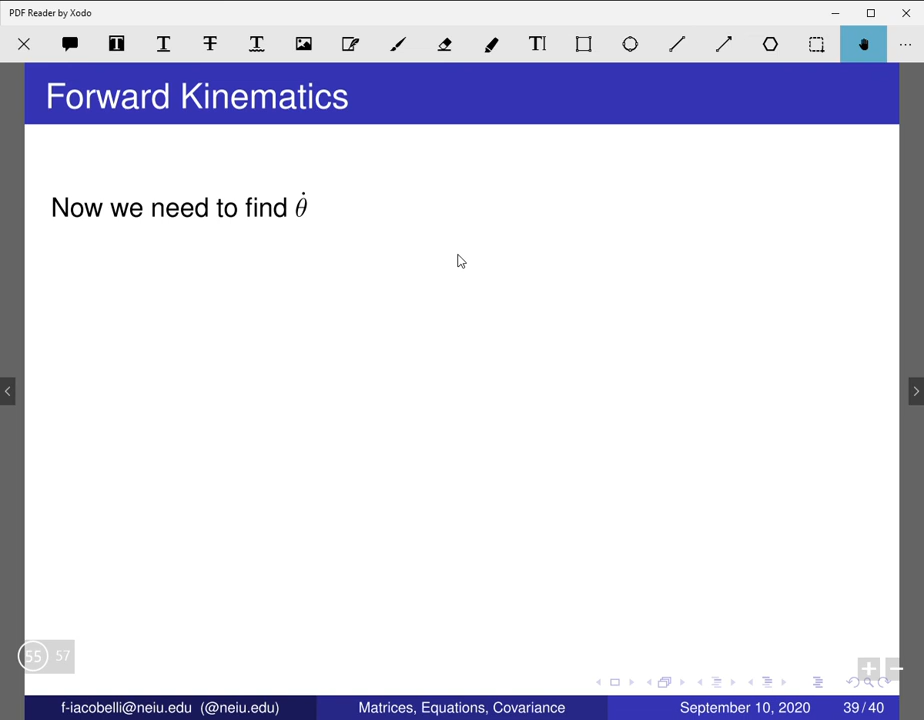 PDF Reader by Xodo
Forward Kinematics
Now we need to find θ̇
55 57
f-iacobelli@neiu.edu (@neiu.edu) Matrices, Equations, Covariance September 10, 2020 39 / 40